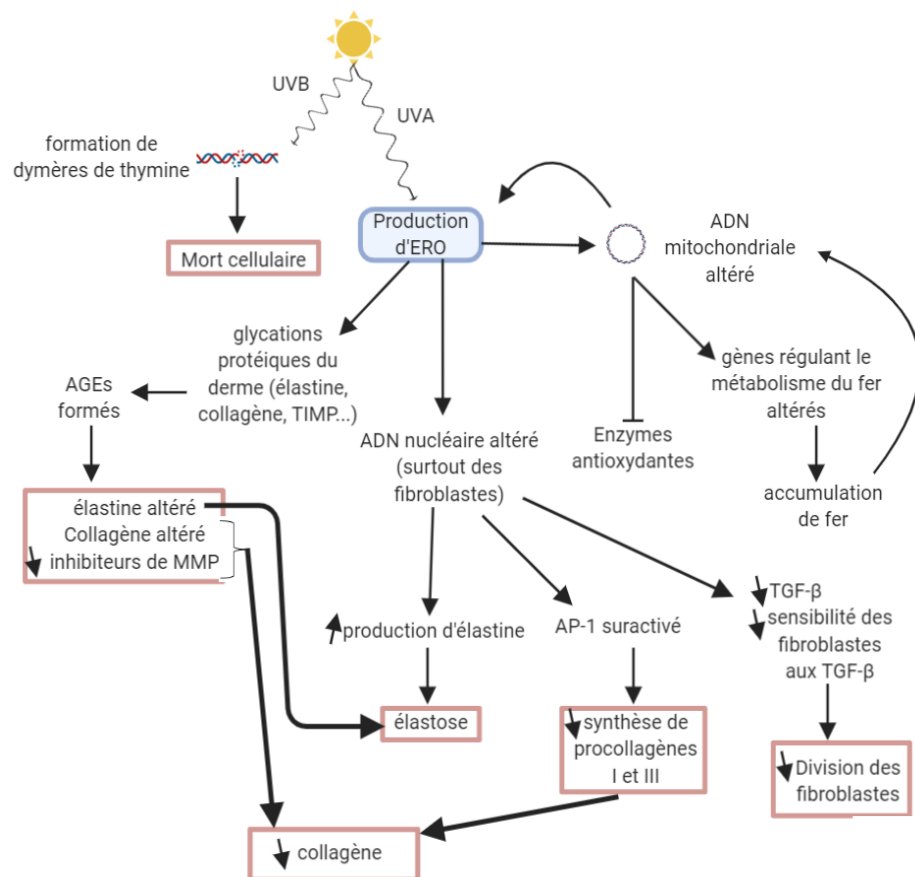 UVB
UVA
formation de
dymères de thymine
Mort cellulaire
Production
d'ERO
ADN
mitochondriale
altéré
glycations
protéiques du
derme (élastine,
collagène, TIMP...)
AGEs
formés
gènes régulant le
métabolisme du fer
altérés
ADN nucléaire altéré
(surtout des
fibroblastes)
Enzymes
antioxydantes
accumulation
de fer
élastine altéré
Collagène altéré
inhibiteurs de MMP
production d'élastine
AP-1 suractivé
TGF-β
sensibilité des
fibroblastes
aux TGF-β
élastose
synthèse de
procollagènes
I et III
Division des
fibroblastes
collagène